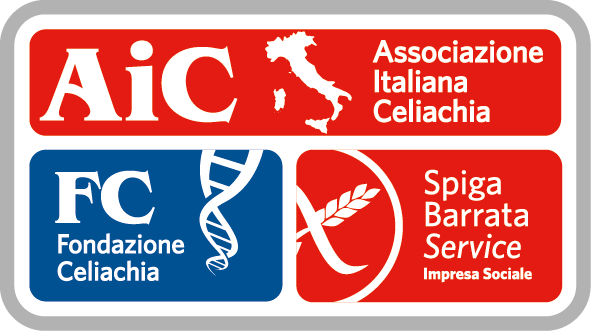 AiC
Associazione
Italiana
Celiachia
FC
Fondazione
Celiachia
Spiga
Barrata
Service
Impresa Sociale